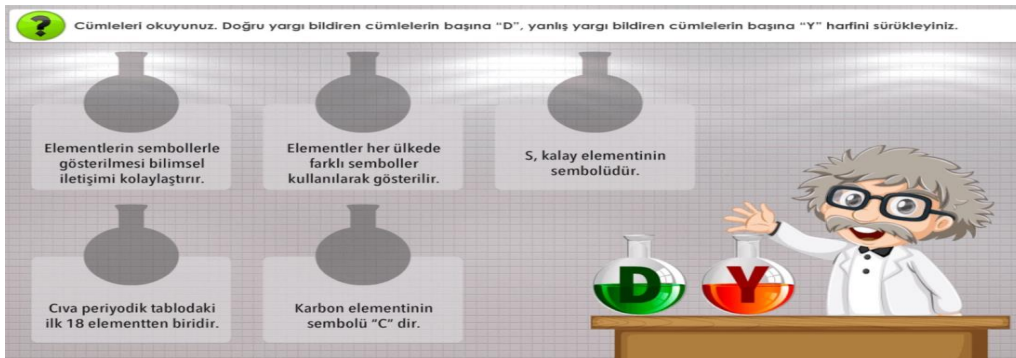 ?
Cümleleri okuyunuz. Doğru yargı bildiren cümlelerin başına “D”, yanlış yargı bildiren cümlelerin başına “Y” harfini sürükleyiniz.
Elementlerin sembollerle
gösterilmesi bilimsel
iletişimi kolaylaştırır.
Elementler her ülkede
farklı semboller
kullanılarak gösterilir.
S, kalay elementinin
sembolüdür.
Cıva periyodik tablodaki
ilk 18 elementten biridir.
Karbon elementinin
sembolü “C” dir.
D
Y